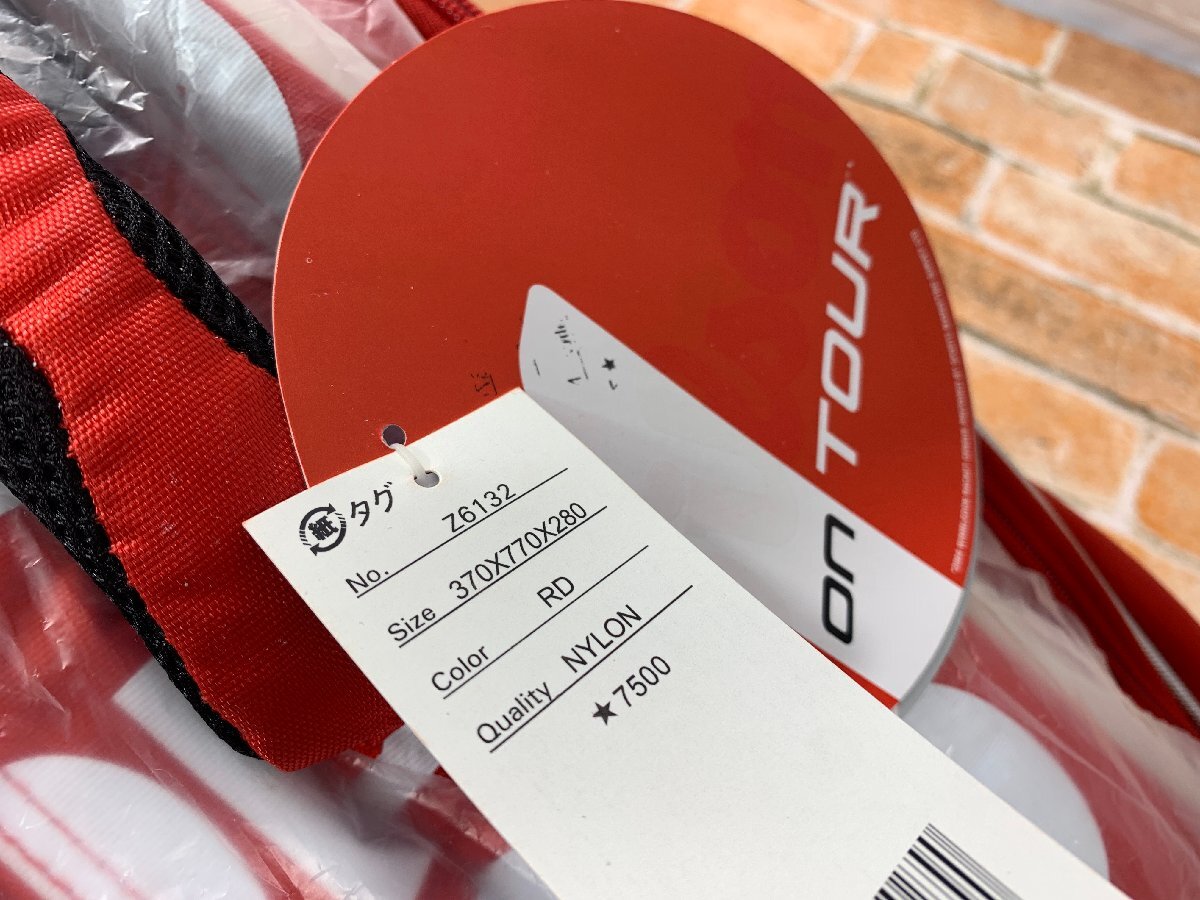 on TOUR
紙 タグ
No. Z6132
Size 370X770X280
Color RD
Quality NYLON
★7500